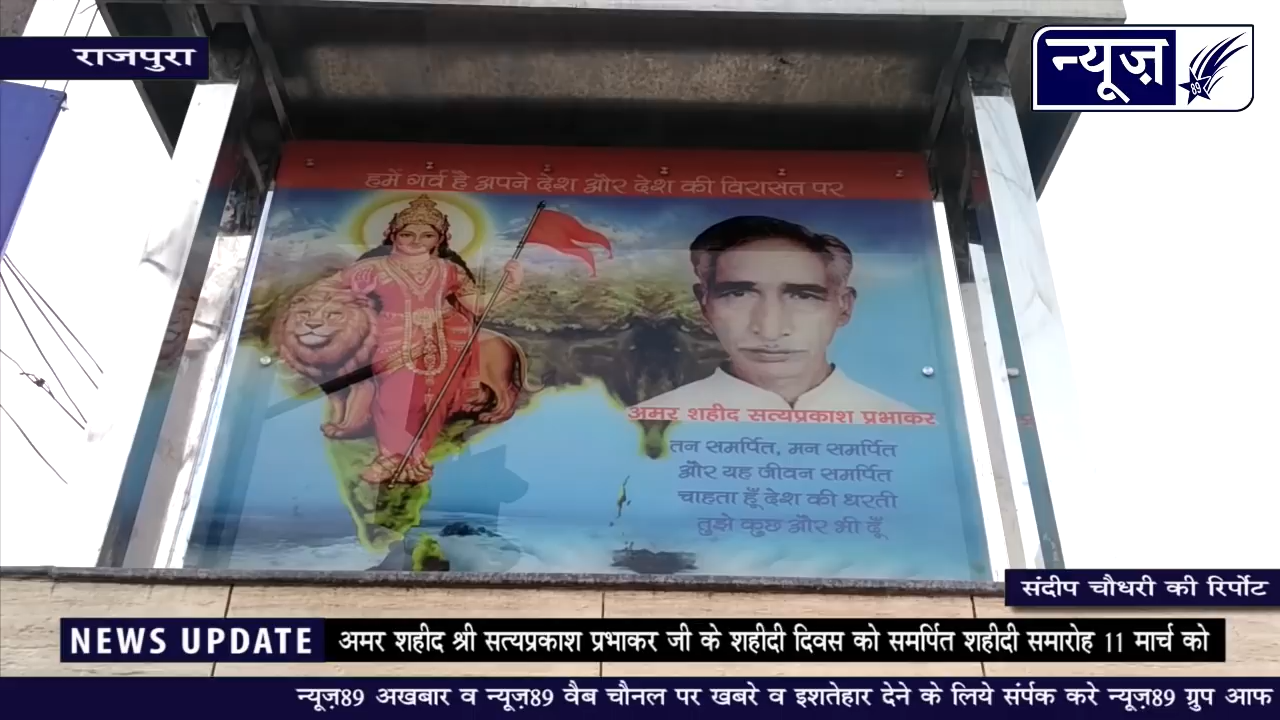 राजपुरा
न्यूज़
89
हमें गर्व है अपने देश और देश की विरासत पर
अमर शहीद सत्यप्रकाश प्रभाकर
तन समर्पित, मन समर्पित
और यह जीवन समर्पित
चाहता हूँ देश की धरती
तुझे कुछ और भी दूँ
संदीप चौधरी की रिर्पोट
NEWS UPDATE
अमर शहीद श्री सत्यप्रकाश प्रभाकर जी के शहीदी दिवस को समर्पित शहीदी समारोह 11 मार्च को
न्यूज़89 अखबार व न्यूज़89 वैब चौनल पर खबरे व इशतेहार देने के लिये संर्पक करे न्यूज़89 ग्रुप आफ